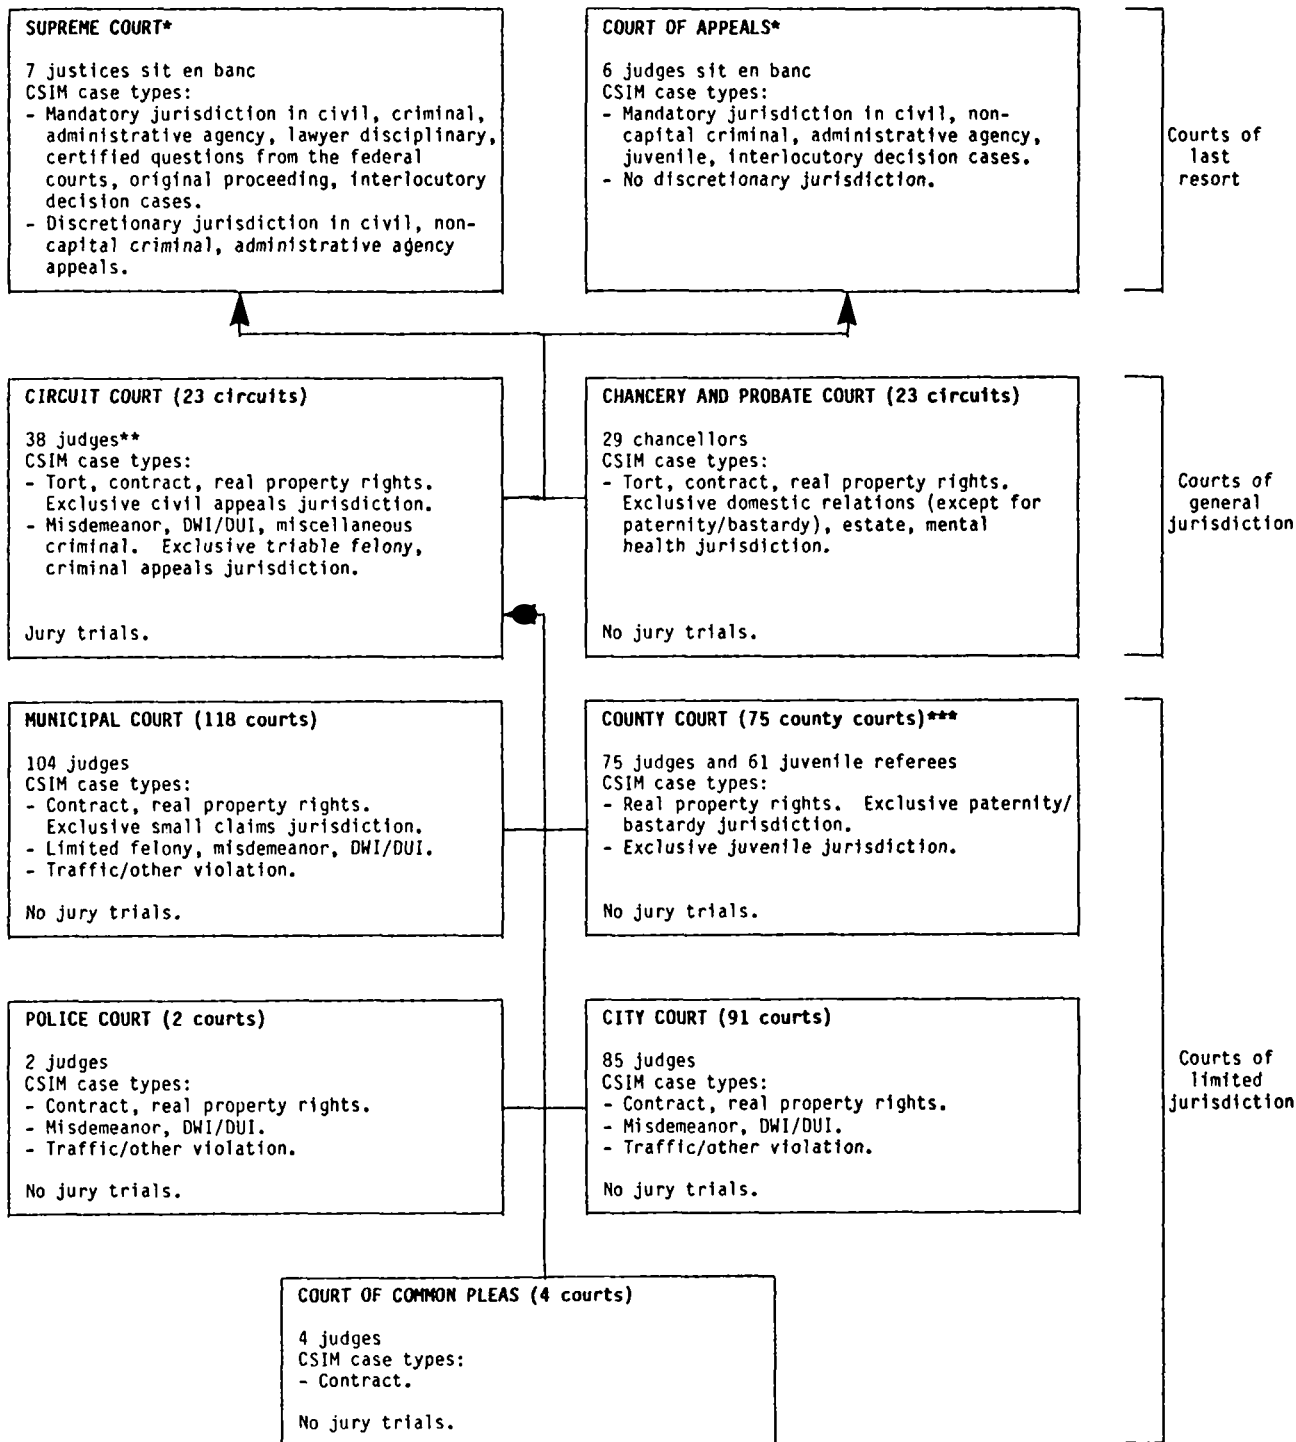 SUPREME COURT*
7 justices sit en banc
CSIM case types:
- Mandatory jurisdiction in civil, criminal,
administrative agency, lawyer disciplinary,
certified questions from the federal
courts, original proceeding, interlocutory
decision cases.
- Discretionary jurisdiction in civil, non-
capital criminal, administrative agency
appeals.
COURT OF APPEALS*
6 judges sit en banc
CSIM case types:
- Mandatory jurisdiction in civil, non-
capital criminal, administrative agency,
juvenile, interlocutory decision cases.
- No discretionary jurisdiction.
Courts of
last
resort
CIRCUIT COURT (23 circuits)
38 judges**
CSIM case types:
- Tort, contract, real property rights.
Exclusive civil appeals jurisdiction.
- Misdemeanor, DWI/DUI, miscellaneous
criminal. Exclusive triable felony,
criminal appeals jurisdiction.
Jury trials.
CHANCERY AND PROBATE COURT (23 circuits)
29 chancellors
CSIM case types:
- Tort, contract, real property rights.
Exclusive domestic relations (except for
paternity/bastardy), estate, mental
health jurisdiction.
No jury trials.
Courts of
general
jurisdiction
MUNICIPAL COURT (118 courts)
104 judges
CSIM case types:
- Contract, real property rights.
Exclusive small claims jurisdiction.
- Limited felony, misdemeanor, DWI/DUI.
- Traffic/other violation.
No jury trials.
COUNTY COURT (75 county courts)***
75 judges and 61 juvenile referees
CSIM case types:
- Real property rights. Exclusive paternity/
bastardy jurisdiction.
- Exclusive juvenile jurisdiction.
No jury trials.
POLICE COURT (2 courts)
2 judges
CSIM case types:
- Contract, real property rights.
- Misdemeanor, DWI/DUI.
- Traffic/other violation.
No jury trials.
CITY COURT (91 courts)
85 judges
CSIM case types:
- Contract, real property rights.
- Misdemeanor, DWI/DUI.
- Traffic/other violation.
No jury trials.
Courts of
limited
jurisdiction
COURT OF COMMON PLEAS (4 courts)
4 judges
CSIM case types:
- Contract.
No jury trials.